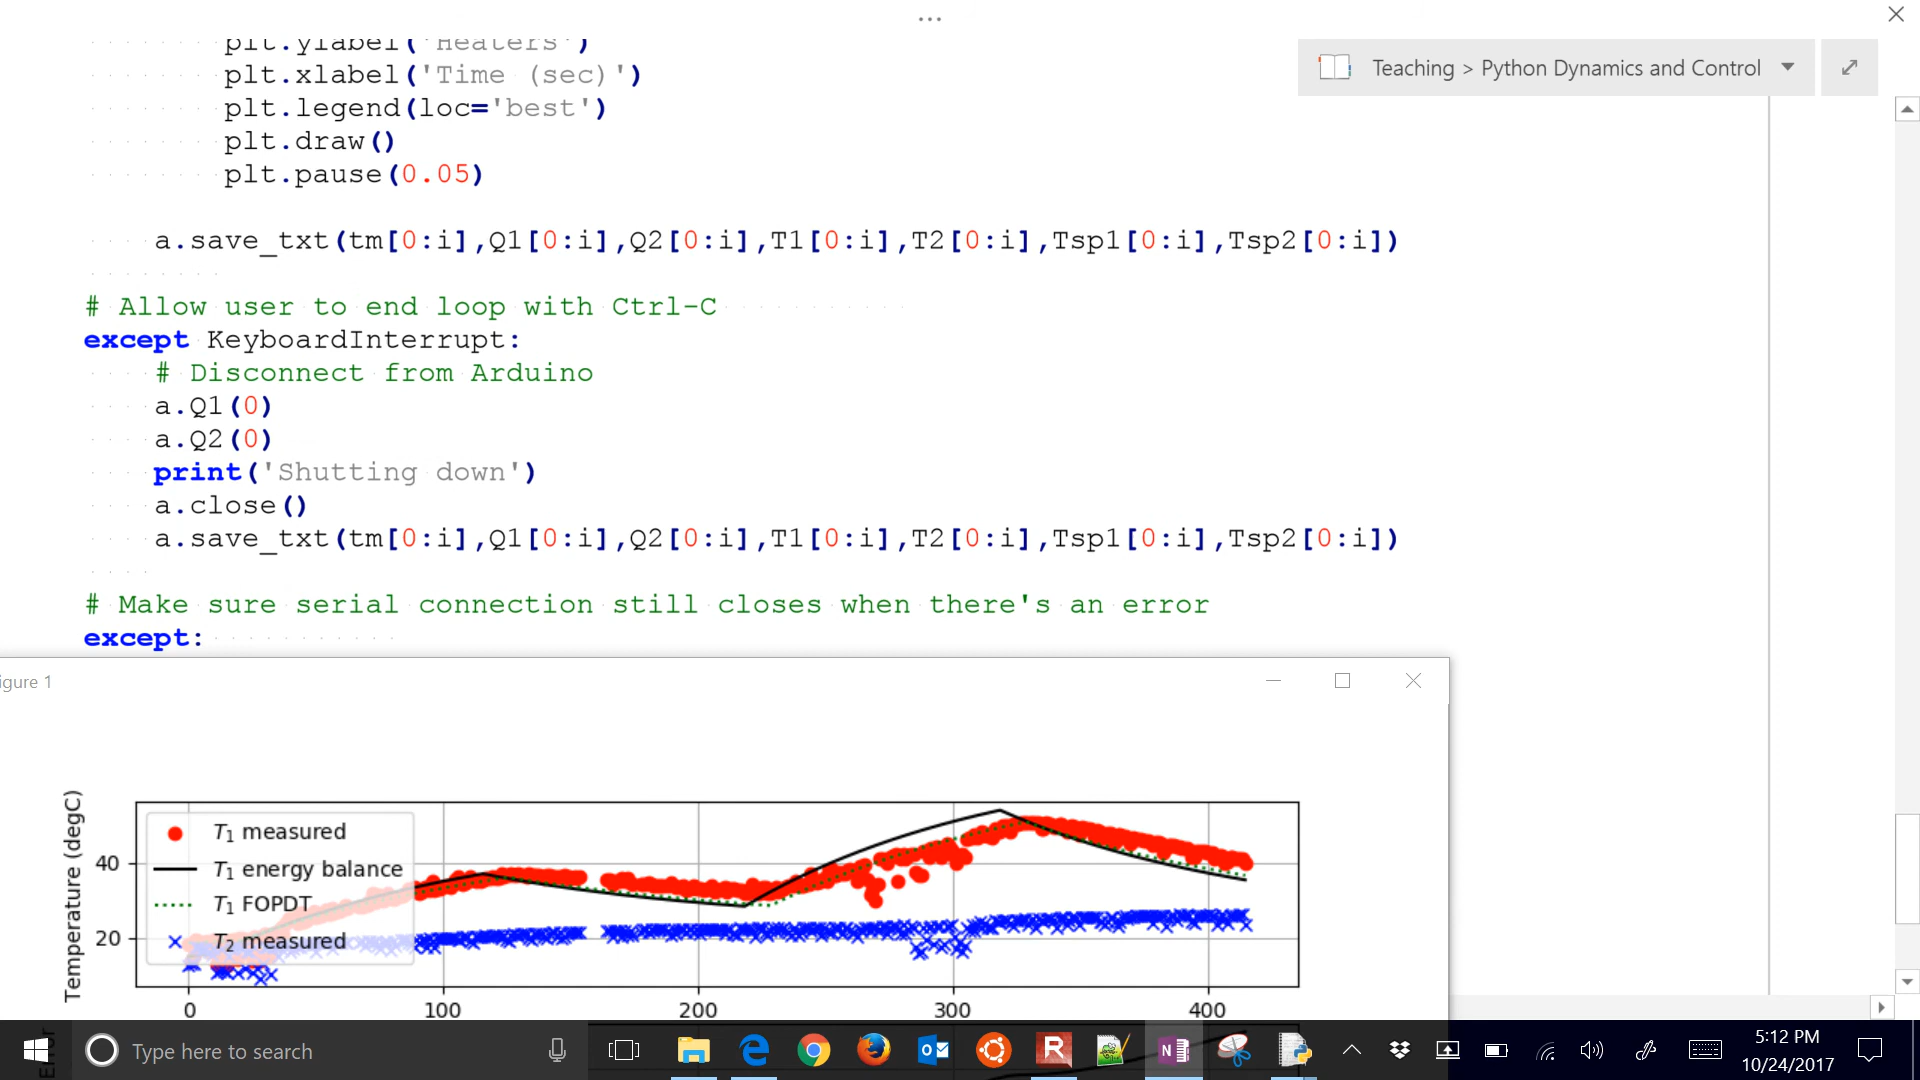 ...
plt.ylabel('Heaters')
Teaching > Python Dynamics and Control
plt.xlabel('Time (sec)')
plt.legend(loc='best')
plt.draw()
plt.pause(0.05)
a.save_txt(tm[0:i],Q1[0:i],Q2[0:i],T1[0:i],T2[0:i],Tsp1[0:i],Tsp2[0:i])
# Allow user to end loop with Ctrl-C
except KeyboardInterrupt:
# Disconnect from Arduino
a.Q1(0)
a.Q2(0)
print('Shutting down')
a.close()
a.save_txt(tm[0:i],Q1[0:i],Q2[0:i],T1[0:i],T2[0:i],Tsp1[0:i],Tsp2[0:i])
# Make sure serial connection still closes when there's an error
except:
igure 1
Temperature (degC)
40
20
T1 measured
T1 energy balance
T1 FOPDT
T2 measured
0 100 200 300 400
Type here to search
5:12 PM
10/24/2017